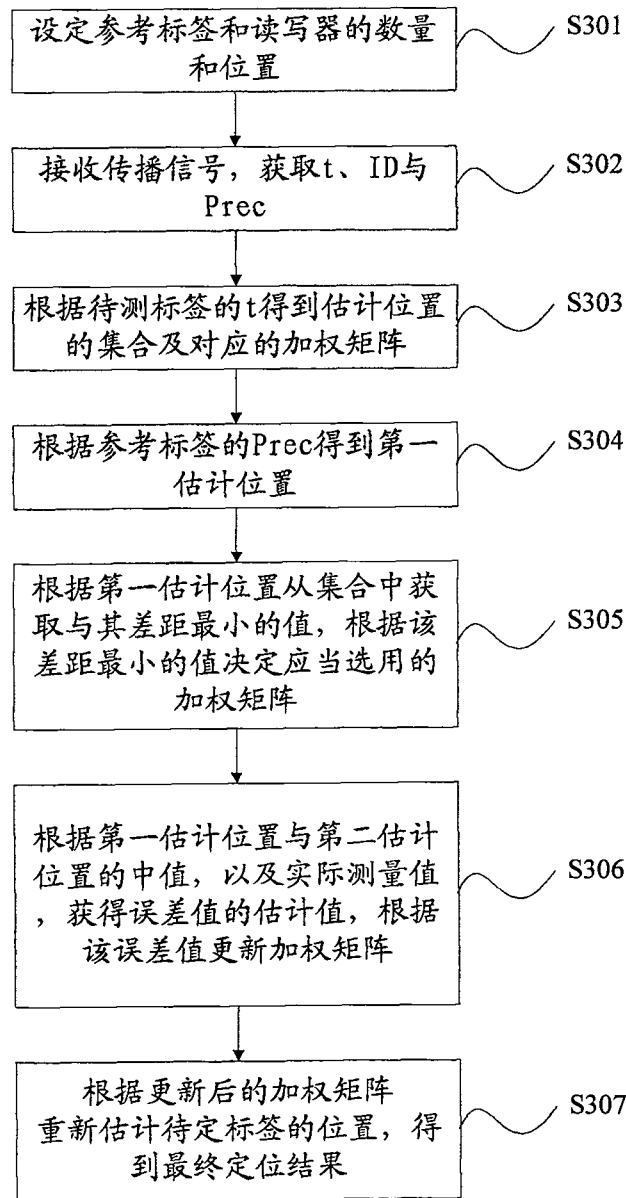 设定参考标签和读写器的数量
和位置
S301
接收传播信号，获取t、ID与
Prec
S302
根据待测标签的t得到估计位置
的集合及对应的加权矩阵
S303
根据参考标签的Prec得到第一
估计位置
S304
根据第一估计位置从集合中获
取与其差距最小的值，根据该
差距最小的值决定应当选用的
加权矩阵
S305
根据第一估计位置与第二估计
位置的中值，以及实际测量值
，获得误差值的估计值，根据
该误差值更新加权矩阵
S306
根据更新后的加权矩阵
重新估计待定标签的位置，得
到最终定位结果
S307